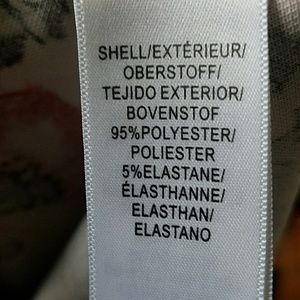 SHELL/EXTÉRIEUR/
OBERSTOFF/
TEJIDO EXTERIOR/
BOVENSTOF
95%POLYESTER/
POLIESTER
5%ELASTANE/
ÉLASTHANNE/
ELASTHAN/
ELASTANO